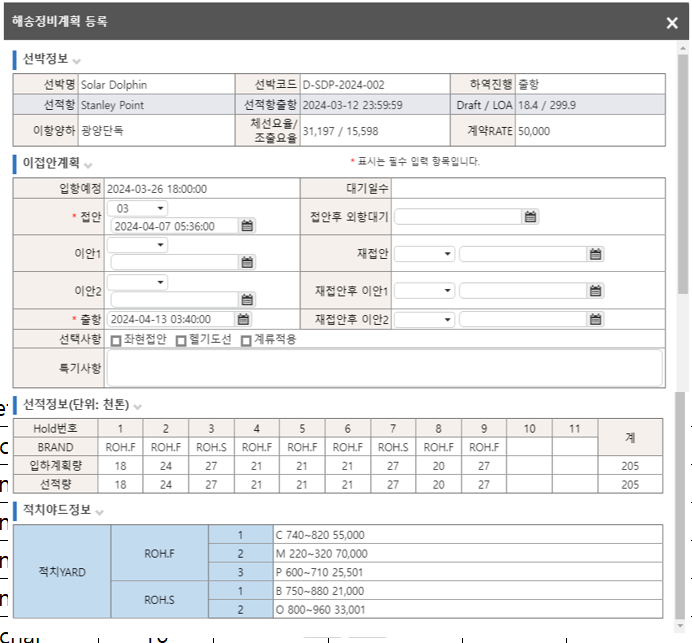 해송정비계획 등록
선박정보
선박명 Solar Dolphin 선박코드 D-SDP-2024-002 하역진행 출항
선적항 Stanley Point 선적항출항 2024-03-12 23:59:59 Draft / LOA 18.4 / 299.9
이항양하 광양단독 체선요율/조출요율 31,197 / 15,598 계약RATE 50,000
이접안계획
* 표시는 필수 입력 항목입니다.
입항예정 2024-03-26 18:00:00 대기일수
* 접안 03 접안후 외항대기
2024-04-07 05:36:00
이안1 재접안
이안2 재접안후 이안1
* 출항 2024-04-13 03:40:00 재접안후 이안2
선택사항 좌현접안 헬기도선 계류적용
특기사항
선적정보(단위: 천톤)
Hold번호 1 2 3 4 5 6 7 8 9 10 11 계
BRAND ROH.F ROH.F ROH.S ROH.F ROH.F ROH.F ROH.S ROH.F ROH.F
입하계획량 18 24 27 21 21 21 27 20 27 205
선적량 18 24 27 21 21 21 27 20 27 205
적치야드정보
적치YARD ROH.F 1 C 740~820 55,000
2 M 220~320 70,000
3 P 600~710 25,501
ROH.S 1 B 750~880 21,000
2 O 800~960 33,001